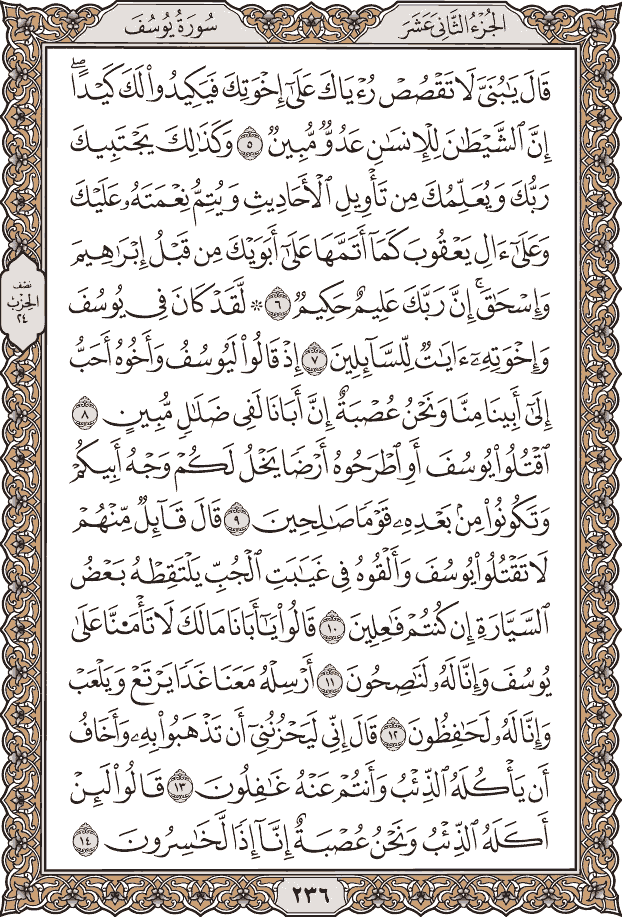 الجُزْءُ الثَّانِي عَشَرَ
سُورَةُ يُوسُفَ
قَالَ يَٰبُنَيَّ لَا تَقْصُصْ رُءْيَاكَ عَلَىٰٓ إِخْوَتِكَ فَيَكِيدُوا۟ لَكَ كَيْدًا ۖ
إِنَّ ٱلشَّيْطَٰنَ لِلْإِنسَٰنِ عَدُوٌّ مُّبِينٌ ٥ وَكَذَٰلِكَ يَجْتَبِيكَ
رَبُّكَ وَيُعَلِّمُكَ مِن تَأْوِيلِ ٱلْأَحَادِيثِ وَيُتِمُّ نِعْمَتَهُۥ عَلَيْكَ
وَعَلَىٰٓ ءَالِ يَعْقُوبَ كَمَآ أَتَمَّهَا عَلَىٰٓ أَبَوَيْكَ مِن قَبْلُ إِبْرَٰهِيمَ
وَإِسْحَٰقَ ۚ إِنَّ رَبَّكَ عَلِيمٌ حَكِيمٌ ٦ * لَّقَدْ كَانَ فِى يُوسُفَ
وَإِخْوَتِهِۦٓ ءَايَٰتٌ لِّلسَّآئِلِينَ ٧ إِذْ قَالُوا۟ لَيُوسُفُ وَأَخُوهُ أَحَبُّ
إِلَىٰٓ أَبِينَا مِنَّا وَنَحْنُ عُصْبَةٌ إِنَّ أَبَانَا لَفِى ضَلَٰلٍ مُّبِينٍ ٨
ٱقْتُلُوا۟ يُوسُفَ أَوِ ٱطْرَحُوهُ أَرْضًا يَخْلُ لَكُمْ وَجْهُ أَبِيكُمْ
وَتَكُونُوا۟ مِنۢ بَعْدِهِۦ قَوْمًا صَٰلِحِينَ ٩ قَالَ قَآئِلٌ مِّنْهُمْ
لَا تَقْتُلُوا۟ يُوسُفَ وَأَلْقُوهُ فِى غَيَٰبَتِ ٱلْجُبِّ يَلْتَقِطْهُ بَعْضُ
ٱلسَّيَّارَةِ إِن كُنتُمْ فَٰعِلِينَ ١٠ قَالُوا۟ يَٰٓأَبَانَا مَا لَكَ لَا تَأْمَ۫نَّا عَلَىٰ
يُوسُفَ وَإِنَّا لَهُۥ لَنَٰصِحُونَ ١١ أَرْسِلْهُ مَعَنَا غَدًا يَرْتَعْ وَيَلْعَبْ
وَإِنَّا لَهُۥ لَحَٰفِظُونَ ١٢ قَالَ إِنِّى لَيَحْزُنُنِىٓ أَن تَذْهَبُوا۟ بِهِۦ وَأَخَافُ
أَن يَأْكُلَهُ ٱلذِّئْبُ وَأَنتُمْ عَنْهُ غَٰفِلُونَ ١٣ قَالُوا۟ لَئِنْ
أَكَلَهُ ٱلذِّئْبُ وَنَحْنُ عُصْبَةٌ إِنَّآ إِذًا لَّخَٰسِرُونَ ١٤
نصف
الحزب
٢٤
٢٣٦